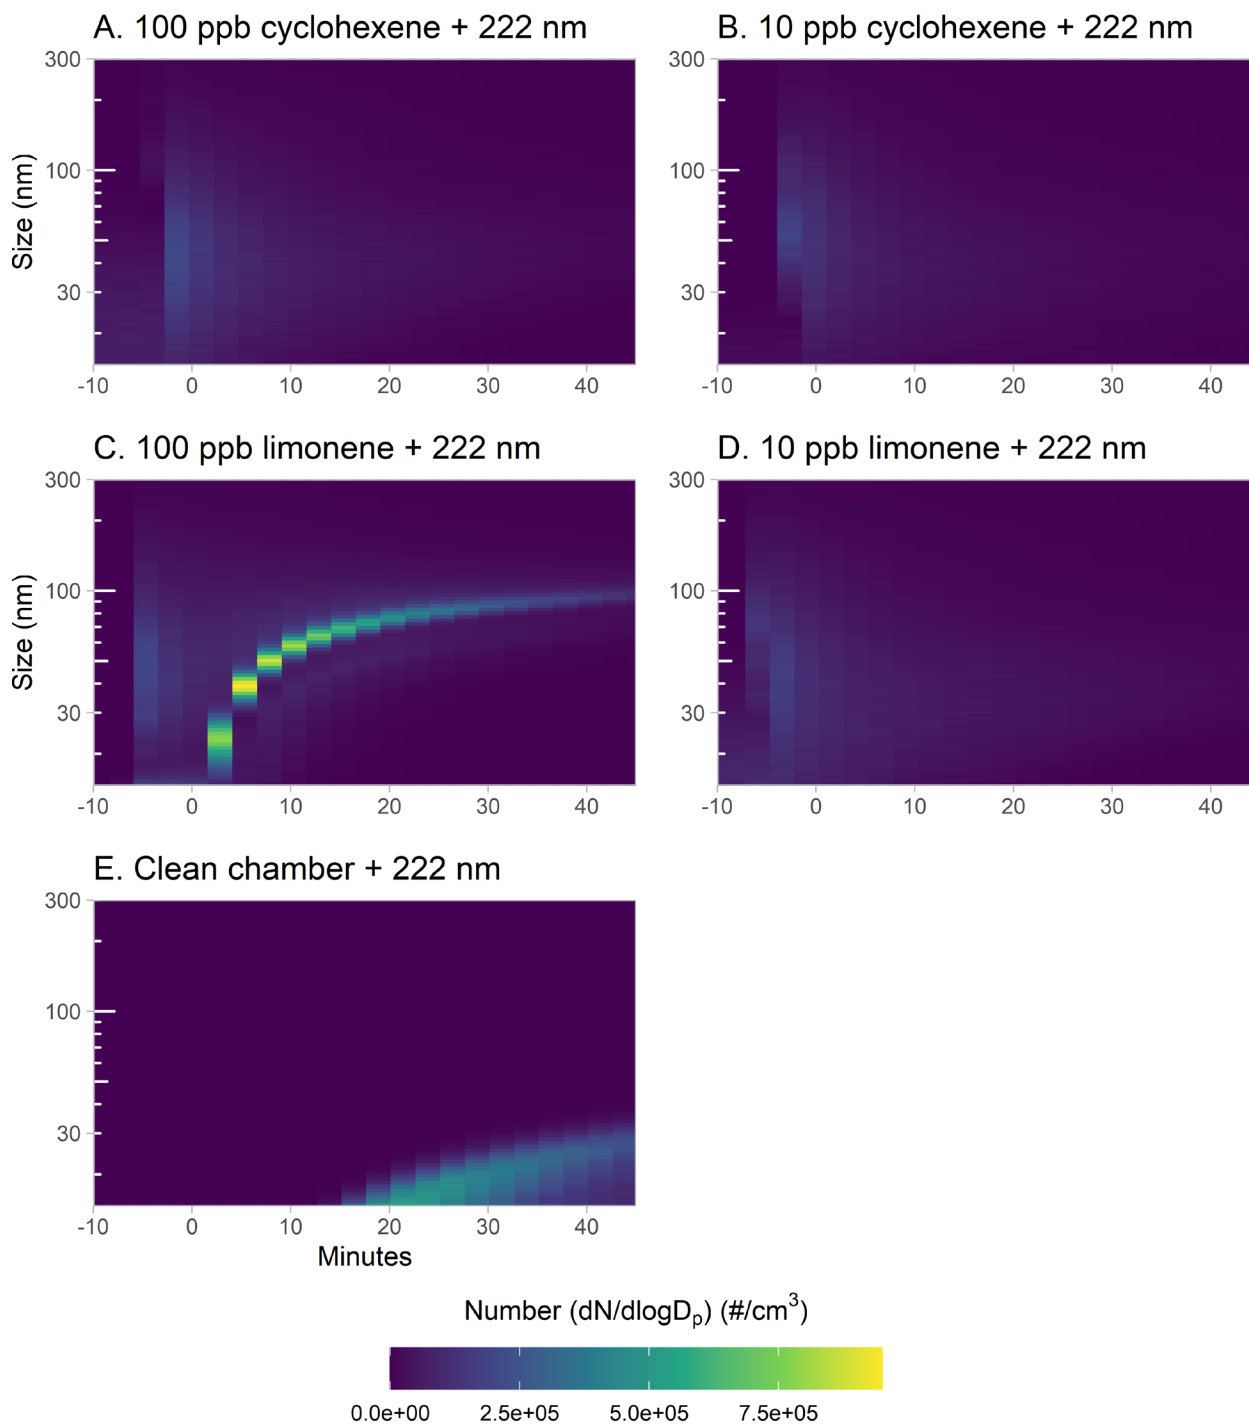 A. 100 ppb cyclohexene + 222 nm
B. 10 ppb cyclohexene + 222 nm
300
100
30
Size (nm)
-10 0 10 20 30 40
300
100
30
-10 0 10 20 30 40
C. 100 ppb limonene + 222 nm
D. 10 ppb limonene + 222 nm
300
100
30
Size (nm)
-10 0 10 20 30 40
300
100
30
-10 0 10 20 30 40
E. Clean chamber + 222 nm
300
100
30
-10 0 10 20 30 40
Minutes
Number (dN/dlogDₚ) (#/cm³)
0.0e+00 2.5e+05 5.0e+05 7.5e+05